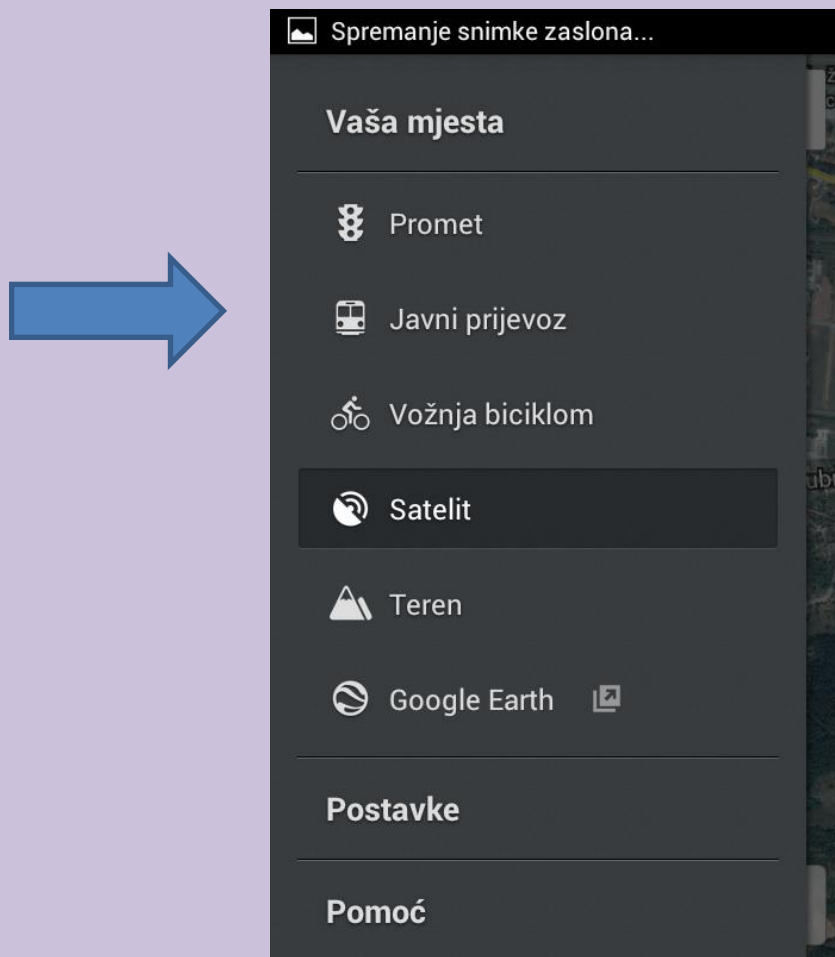 Spremanje snimke zaslona...
Vaša mjesta
Promet
Javni prijevoz
Vožnja biciklom
Satelit
Teren
Google Earth
Postavke
Pomoć